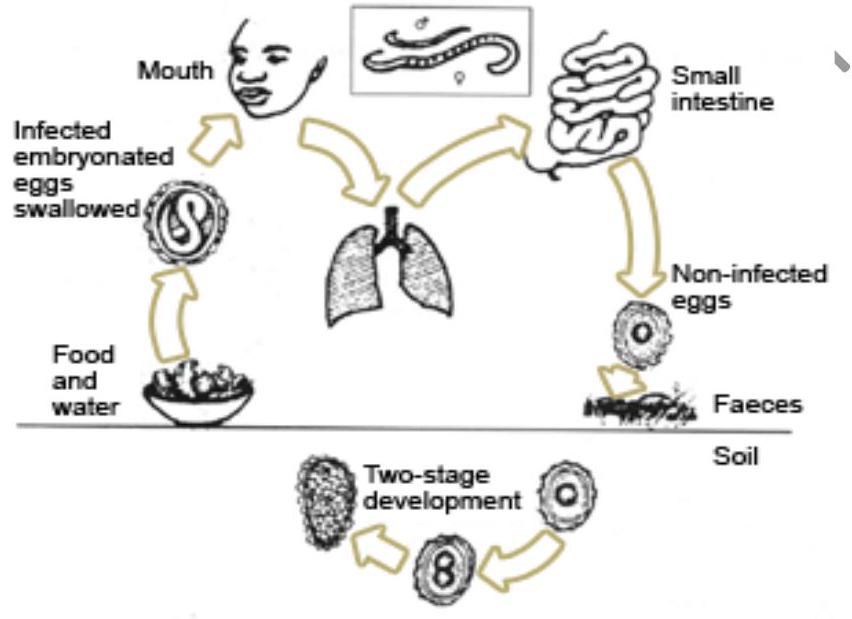 Mouth
♂
♀
Small
intestine
Infected
embryonated
eggs
swallowed
Non-infected
eggs
Food
and
water
Faeces
Soil
Two-stage
development